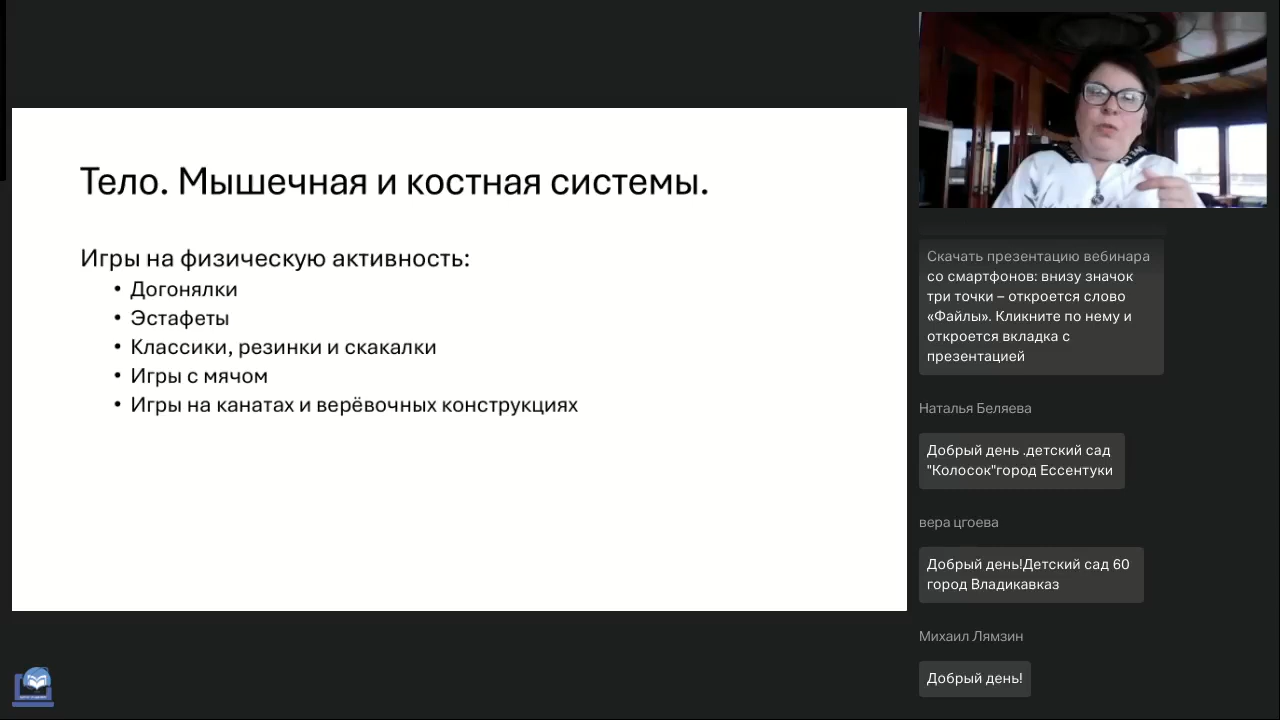 Тело. Мышечная и костная системы.
Игры на физическую активность:
• Догонялки
• Эстафеты
• Классики, резинки и скакалки
• Игры с мячом
• Игры на канатах и верёвочных конструкциях
Скачать презентацию вебинара
со смартфонов: внизу значок
три точки – откроется слово
«Файлы». Кликните по нему и
откроется вкладка с
презентацией
Наталья Беляева
Добрый день .детский сад
"Колосок"город Ессентуки
вера цгоева
Добрый день!Детский сад 60
город Владикавказ
Михаил Лямзин
Добрый день!